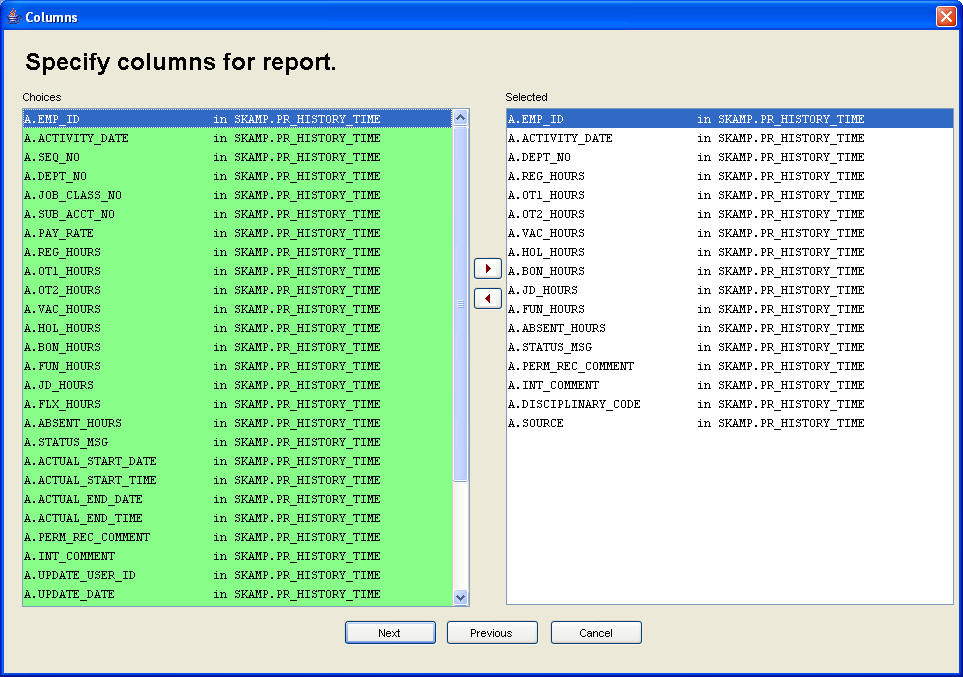 Columns
Specify columns for report.
Choices
A.EMP_ID in SKAMP.PR_HISTORY_TIME
A.ACTIVITY_DATE in SKAMP.PR_HISTORY_TIME
A.SEQ_NO in SKAMP.PR_HISTORY_TIME
A.DEPT_NO in SKAMP.PR_HISTORY_TIME
A.JOB_CLASS_NO in SKAMP.PR_HISTORY_TIME
A.SUB_ACCT_NO in SKAMP.PR_HISTORY_TIME
A.PAY_RATE in SKAMP.PR_HISTORY_TIME
A.REG_HOURS in SKAMP.PR_HISTORY_TIME
A.OT1_HOURS in SKAMP.PR_HISTORY_TIME
A.OT2_HOURS in SKAMP.PR_HISTORY_TIME
A.VAC_HOURS in SKAMP.PR_HISTORY_TIME
A.HOL_HOURS in SKAMP.PR_HISTORY_TIME
A.BON_HOURS in SKAMP.PR_HISTORY_TIME
A.FUN_HOURS in SKAMP.PR_HISTORY_TIME
A.JD_HOURS in SKAMP.PR_HISTORY_TIME
A.FLX_HOURS in SKAMP.PR_HISTORY_TIME
A.ABSENT_HOURS in SKAMP.PR_HISTORY_TIME
A.STATUS_MSG in SKAMP.PR_HISTORY_TIME
A.ACTUAL_START_DATE in SKAMP.PR_HISTORY_TIME
A.ACTUAL_START_TIME in SKAMP.PR_HISTORY_TIME
A.ACTUAL_END_DATE in SKAMP.PR_HISTORY_TIME
A.ACTUAL_END_TIME in SKAMP.PR_HISTORY_TIME
A.PERM_REC_COMMENT in SKAMP.PR_HISTORY_TIME
A.INT_COMMENT in SKAMP.PR_HISTORY_TIME
A.UPDATE_USER_ID in SKAMP.PR_HISTORY_TIME
A.UPDATE_DATE in SKAMP.PR_HISTORY_TIME
Selected
A.EMP_ID in SKAMP.PR_HISTORY_TIME
A.ACTIVITY_DATE in SKAMP.PR_HISTORY_TIME
A.DEPT_NO in SKAMP.PR_HISTORY_TIME
A.REG_HOURS in SKAMP.PR_HISTORY_TIME
A.OT1_HOURS in SKAMP.PR_HISTORY_TIME
A.OT2_HOURS in SKAMP.PR_HISTORY_TIME
A.VAC_HOURS in SKAMP.PR_HISTORY_TIME
A.HOL_HOURS in SKAMP.PR_HISTORY_TIME
A.BON_HOURS in SKAMP.PR_HISTORY_TIME
A.JD_HOURS in SKAMP.PR_HISTORY_TIME
A.FUN_HOURS in SKAMP.PR_HISTORY_TIME
A.ABSENT_HOURS in SKAMP.PR_HISTORY_TIME
A.STATUS_MSG in SKAMP.PR_HISTORY_TIME
A.PERM_REC_COMMENT in SKAMP.PR_HISTORY_TIME
A.INT_COMMENT in SKAMP.PR_HISTORY_TIME
A.DISCIPLINARY_CODE in SKAMP.PR_HISTORY_TIME
A.SOURCE in SKAMP.PR_HISTORY_TIME
Next
Previous
Cancel